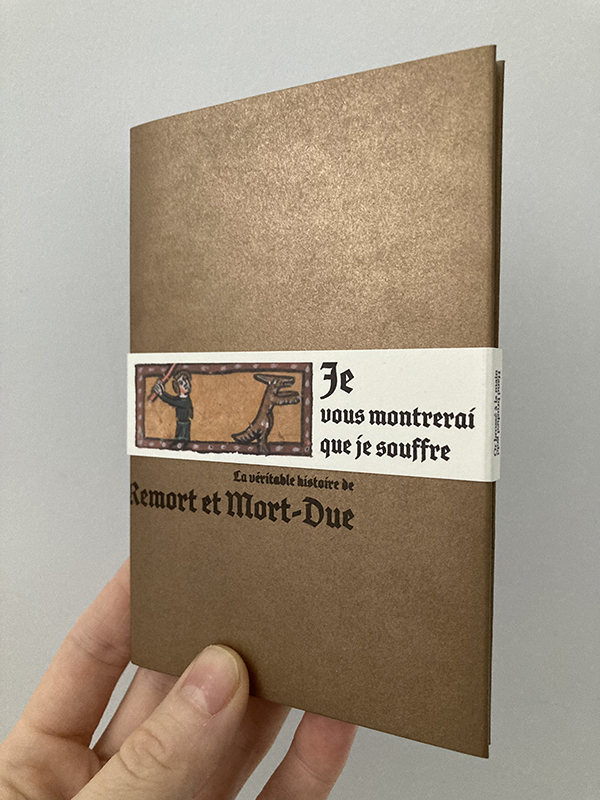 Je
vous montrerai
que je souffre
La véritable histoire de
Remort et Mort-Due